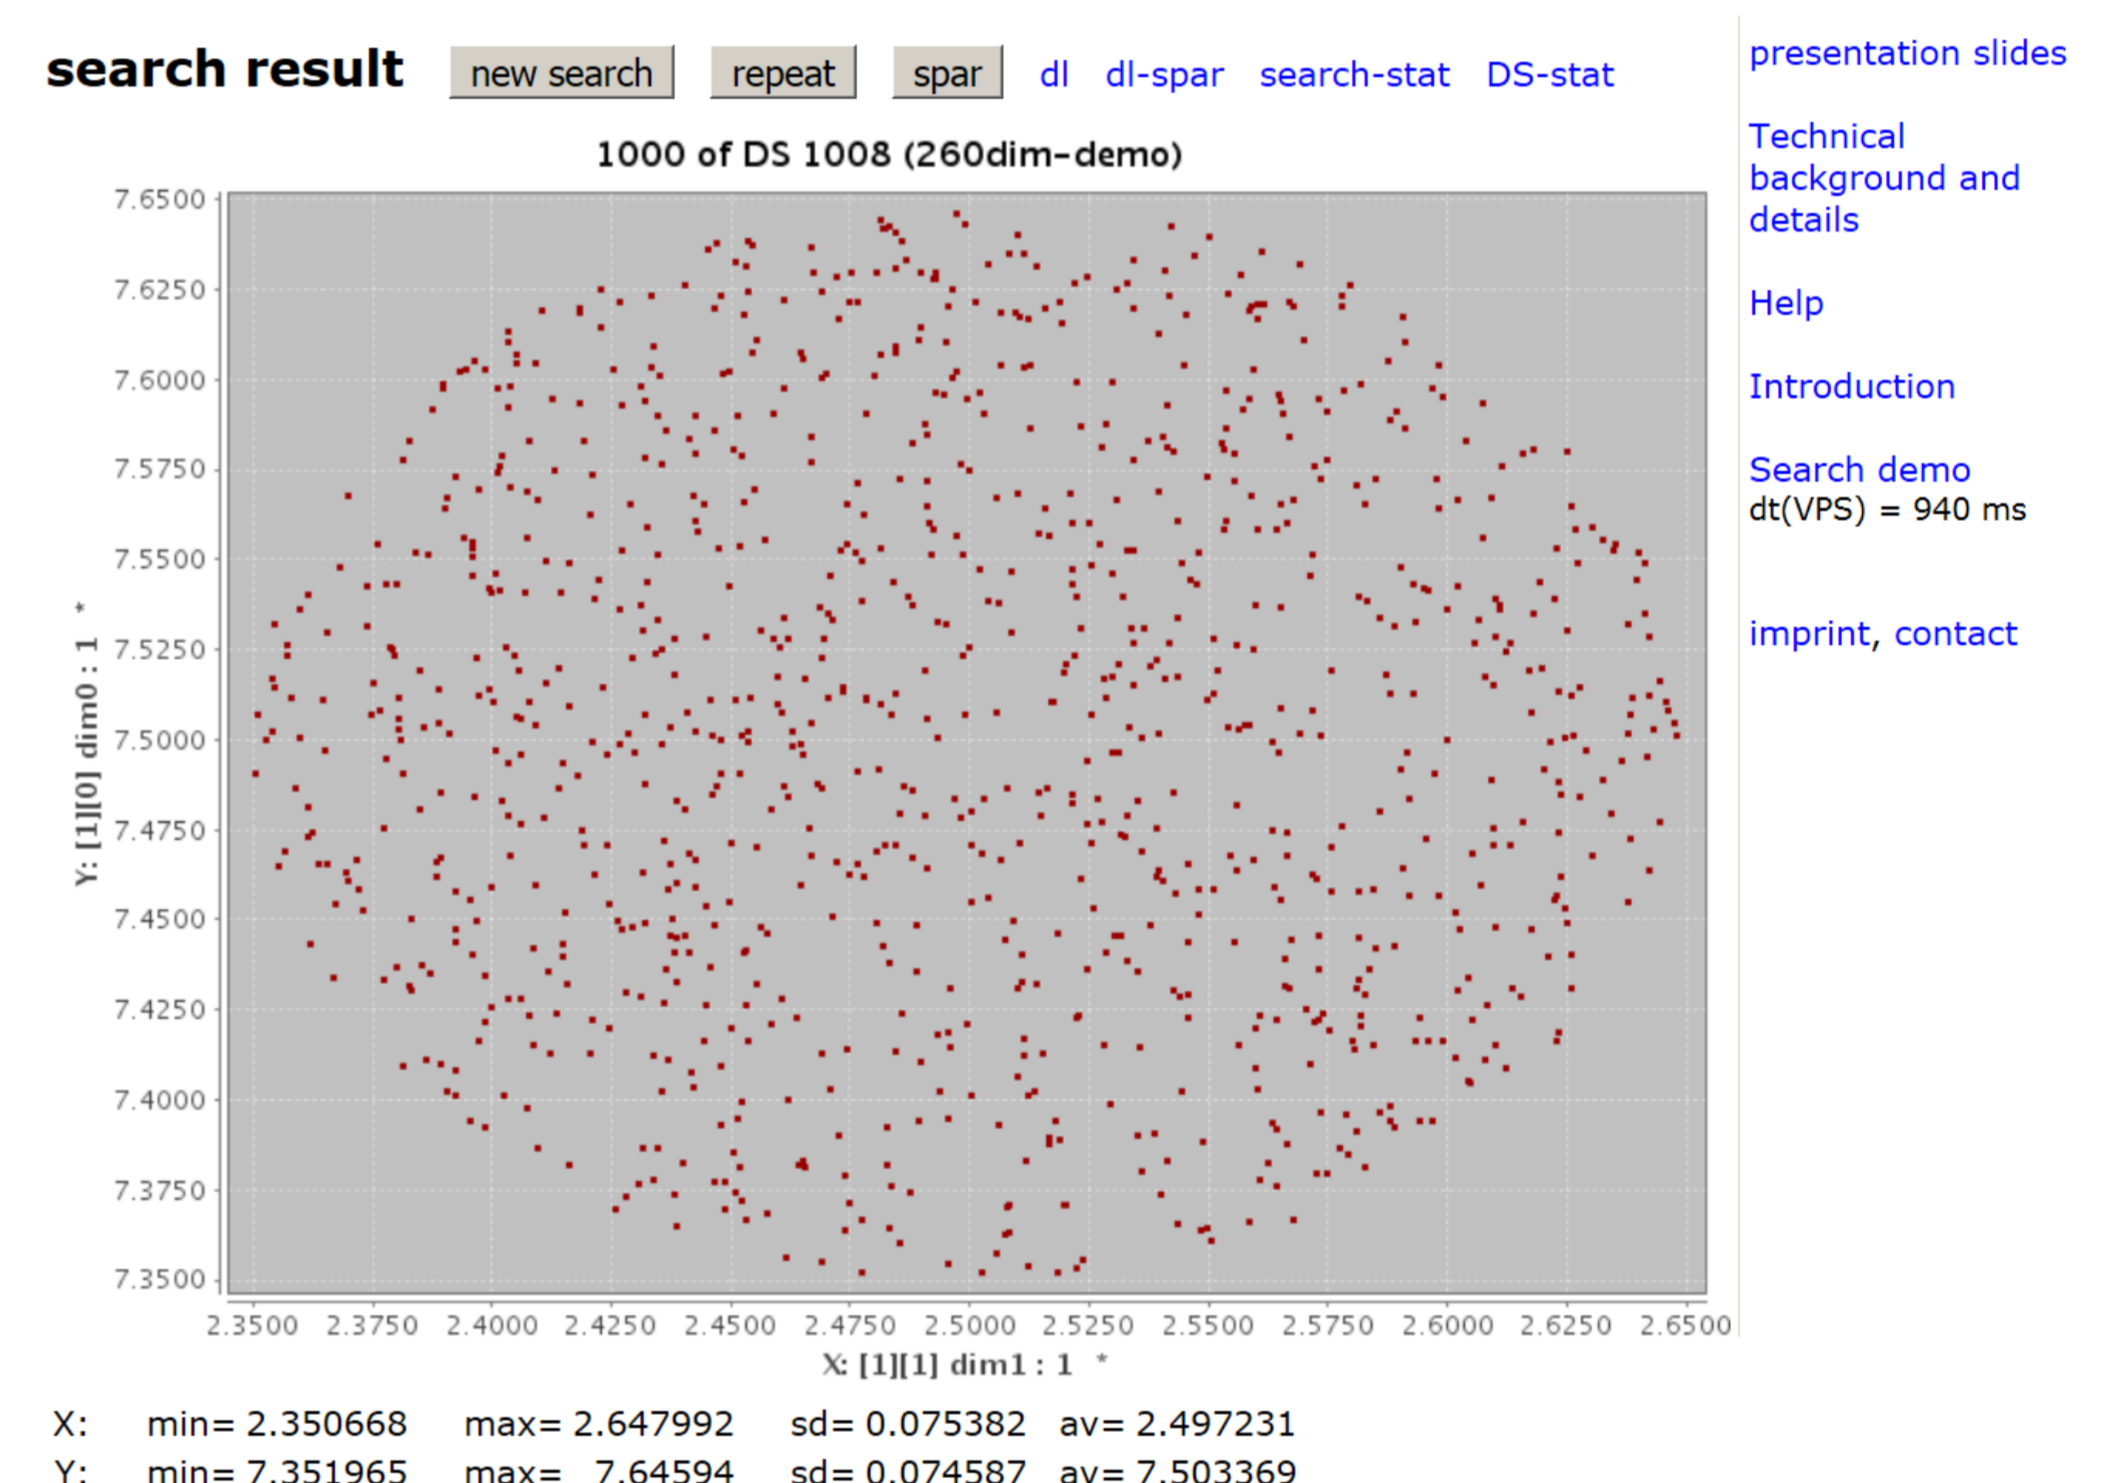 search result new search repeat spar dl dl-spar search-stat DS-stat
1000 of DS 1008 (260dim-demo)
7.6500
7.6250
7.6000
7.5750
7.5500
7.5250
7.5000
7.4750
7.4500
7.4250
7.4000
7.3750
7.3500
Y: [1][0] dim0 : 1 *
2.3500 2.3750 2.4000 2.4250 2.4500 2.4750 2.5000 2.5250 2.5500 2.5750 2.6000 2.6250 2.6500
X: [1][1] dim1 : 1 *
X: min= 2.350668 max= 2.647992 sd= 0.075382 av= 2.497231
Y: min= 7.351965 max= 7.64594 sd= 0.074587 av= 7.503369
presentation slides
Technical
background and
details
Help
Introduction
Search demo
dt(VPS) = 940 ms
imprint, contact